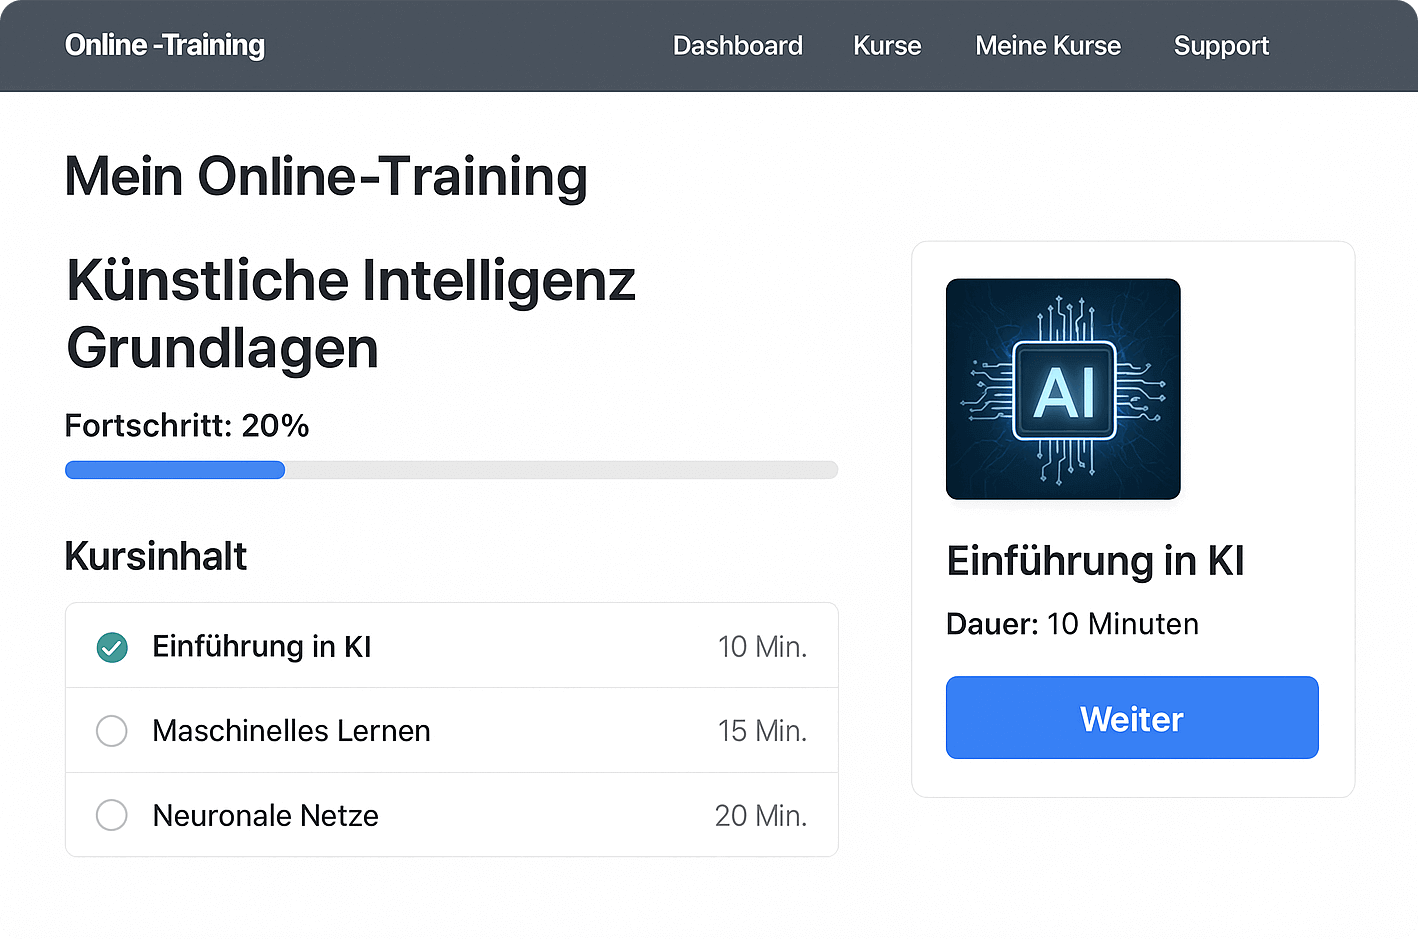 Online -Training
Dashboard
Kurse
Meine Kurse
Support
Mein Online-Training
Künstliche Intelligenz
Grundlagen
Fortschritt: 20%
Kursinhalt
Einführung in KI 10 Min.
Maschinelles Lernen 15 Min.
Neuronale Netze 20 Min.
AI
Einführung in KI
Dauer: 10 Minuten
Weiter